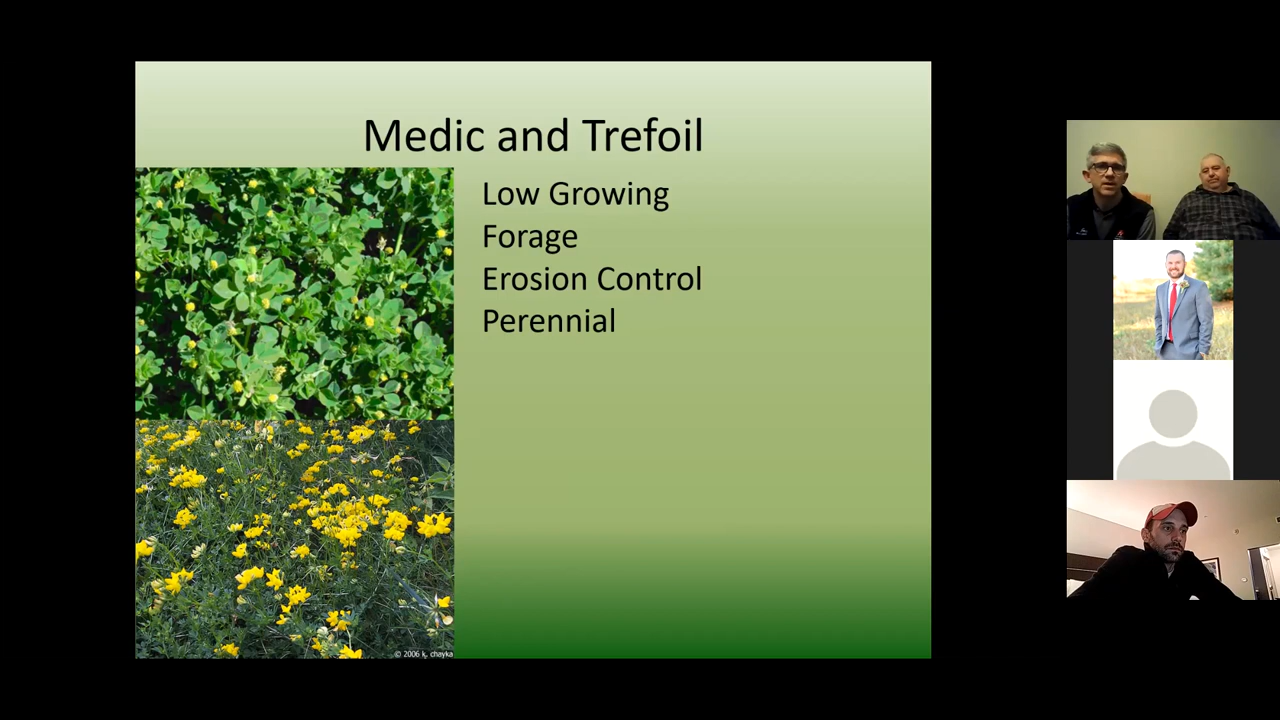 Medic and Trefoil
Low Growing
Forage
Erosion Control
Perennial
© 2006 k. chayka